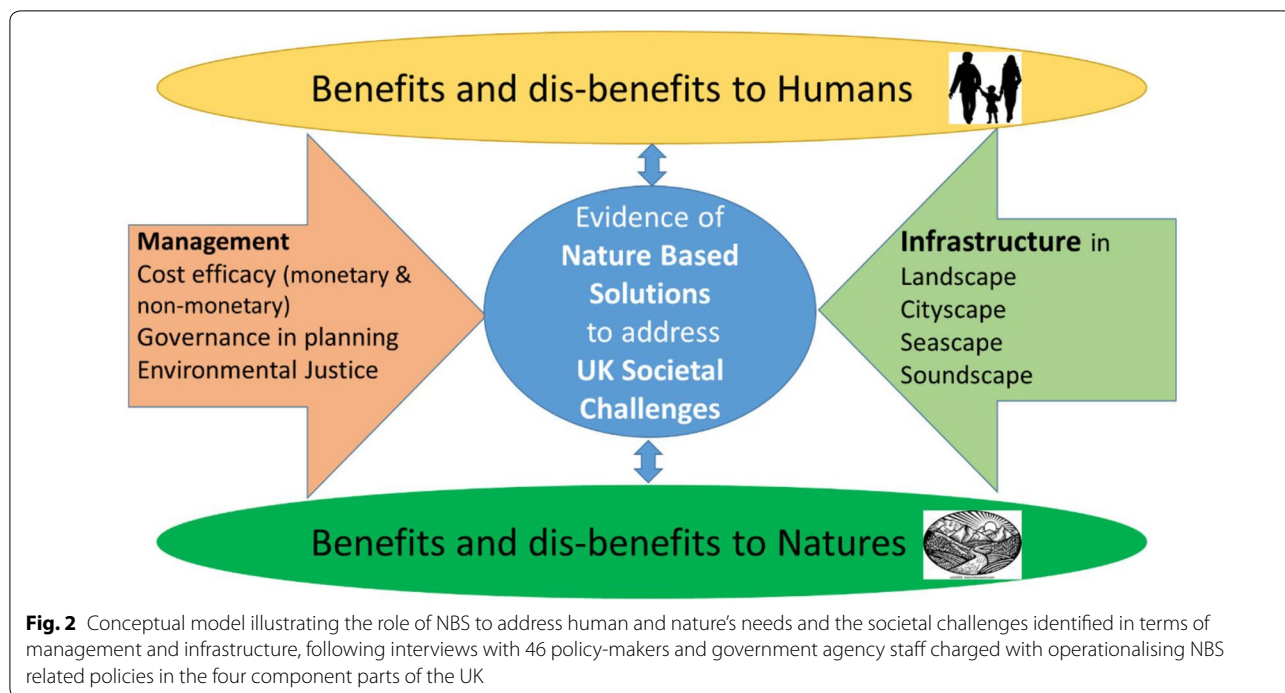 Benefits and dis-benefits to Humans
Management
Cost efficacy (monetary &
non-monetary)
Governance in planning
Environmental Justice
Evidence of
Nature Based
Solutions
to address
UK Societal
Challenges
Infrastructure in
Landscape
Cityscape
Seascape
Soundscape
Benefits and dis-benefits to Natures
Fig. 2 Conceptual model illustrating the role of NBS to address human and nature's needs and the societal challenges identified in terms of
management and infrastructure, following interviews with 46 policy-makers and government agency staff charged with operationalising NBS
related policies in the four component parts of the UK